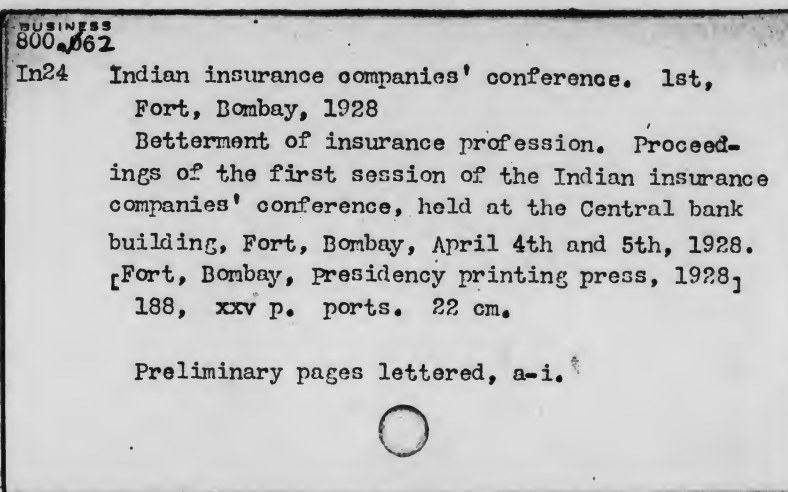 BUSINESS
800.062
In24 Indian insurance companies' conference. 1st,
Fort, Bombay, 1928
Betterment of insurance profession. Proceed-
ings of the first session of the Indian insurance
companies' conference, held at the Central bank
building, Fort, Bombay, April 4th and 5th, 1928.
[Fort, Bombay, Presidency printing press, 1928]
188, xxv p. ports. 22 cm.
Preliminary pages lettered, a-i.